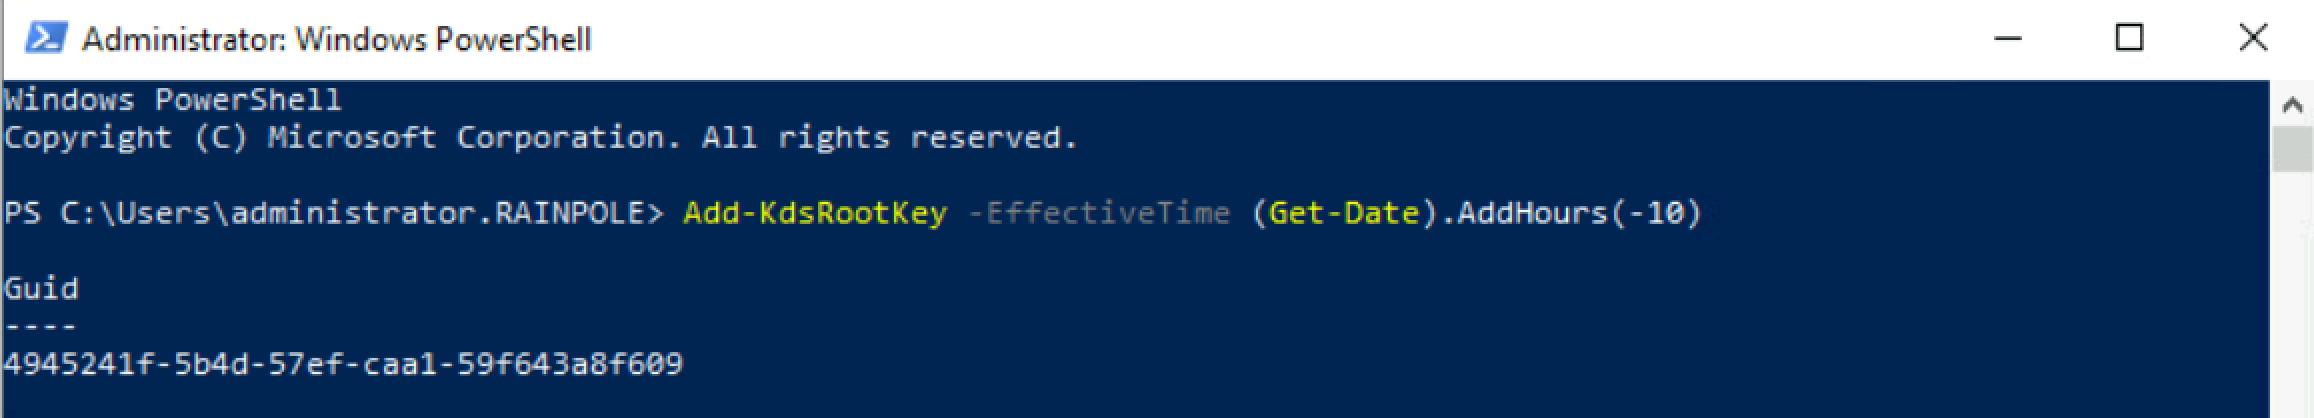 Administrator: Windows PowerShell
Windows PowerShell
Copyright (C) Microsoft Corporation. All rights reserved.
PS C:\Users\administrator.RAINPOLE> Add-KdsRootKey -EffectiveTime (Get-Date).AddHours(-10)
Guid
----
4945241f-5b4d-57ef-caa1-59f643a8f609